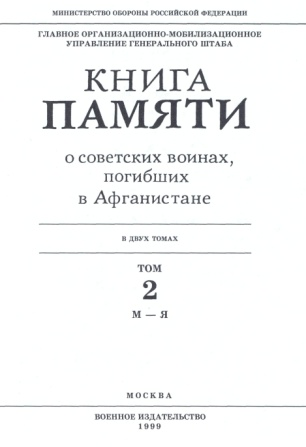 МИНИСТЕРСТВО ОБОРОНЫ РОССИЙСКОЙ ФЕДЕРАЦИИ
ГЛАВНОЕ ОРГАНИЗАЦИОННО-МОБИЛИЗАЦИОННОЕ
УПРАВЛЕНИЕ ГЕНЕРАЛЬНОГО ШТАБА
КНИГА
ПАМЯТИ
о советских воинах,
погибших
в Афганистане
В ДВУХ ТОМАХ
ТОМ
2
М — Я
МОСКВА
ВОЕННОЕ ИЗДАТЕЛЬСТВО
1999